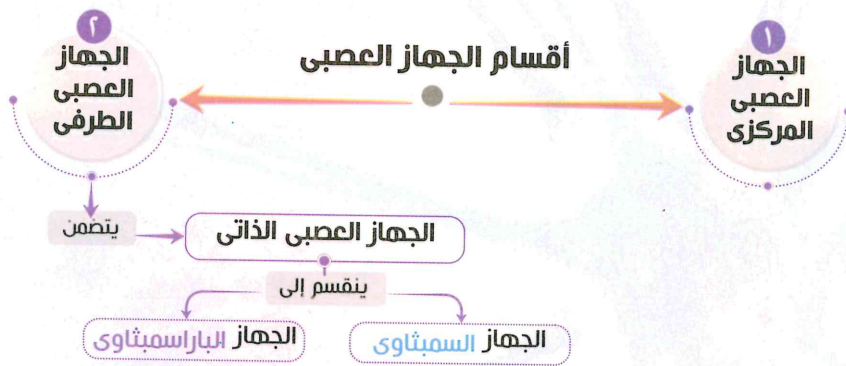 أقسام الجهاز العصبى
١
الجهاز
العصبى
المركزى
٢
الجهاز
العصبى
الطرفى
يتضمن
الجهاز العصبى الذاتى
ينقسم إلى
الجهاز السمبثاوى
الجهاز الباراسمبثاوى